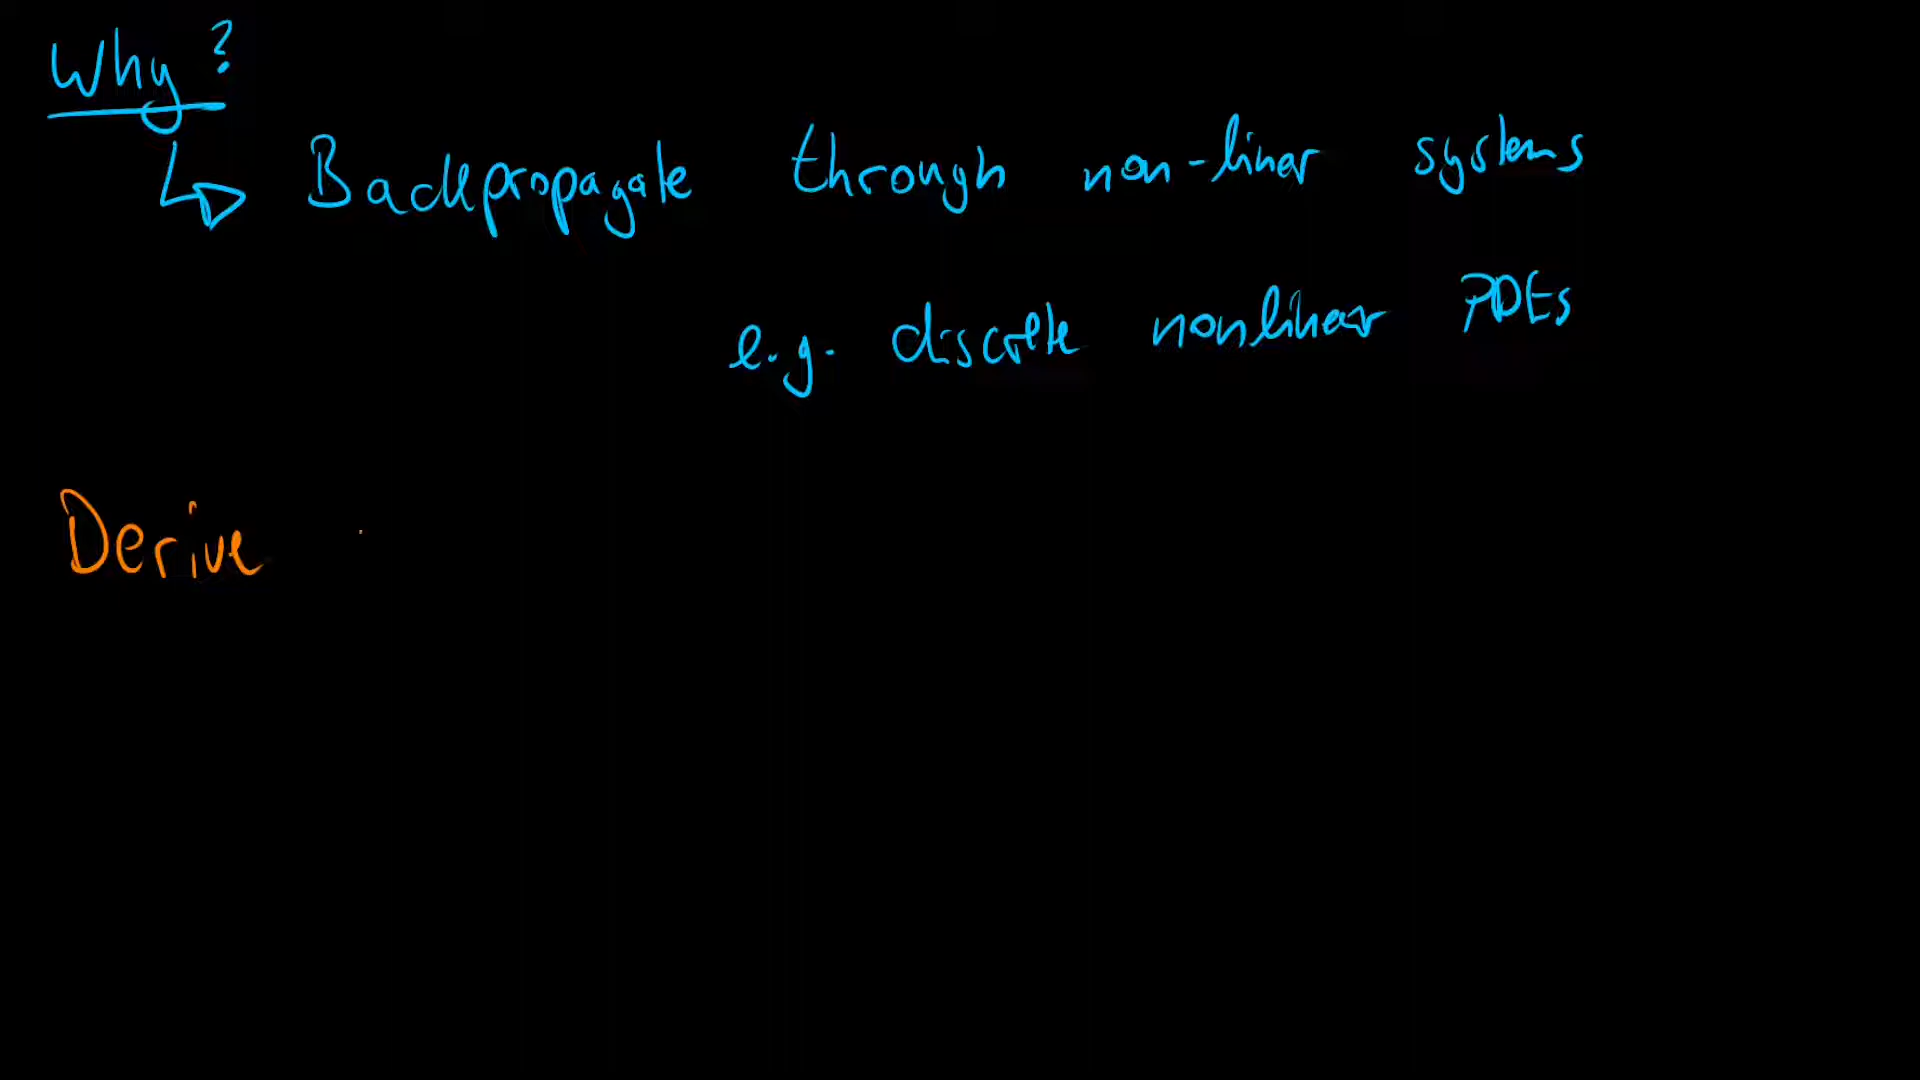 Why?
Backpropagate through non-linear systems
e.g. discrete nonlinear PDEs
Derive